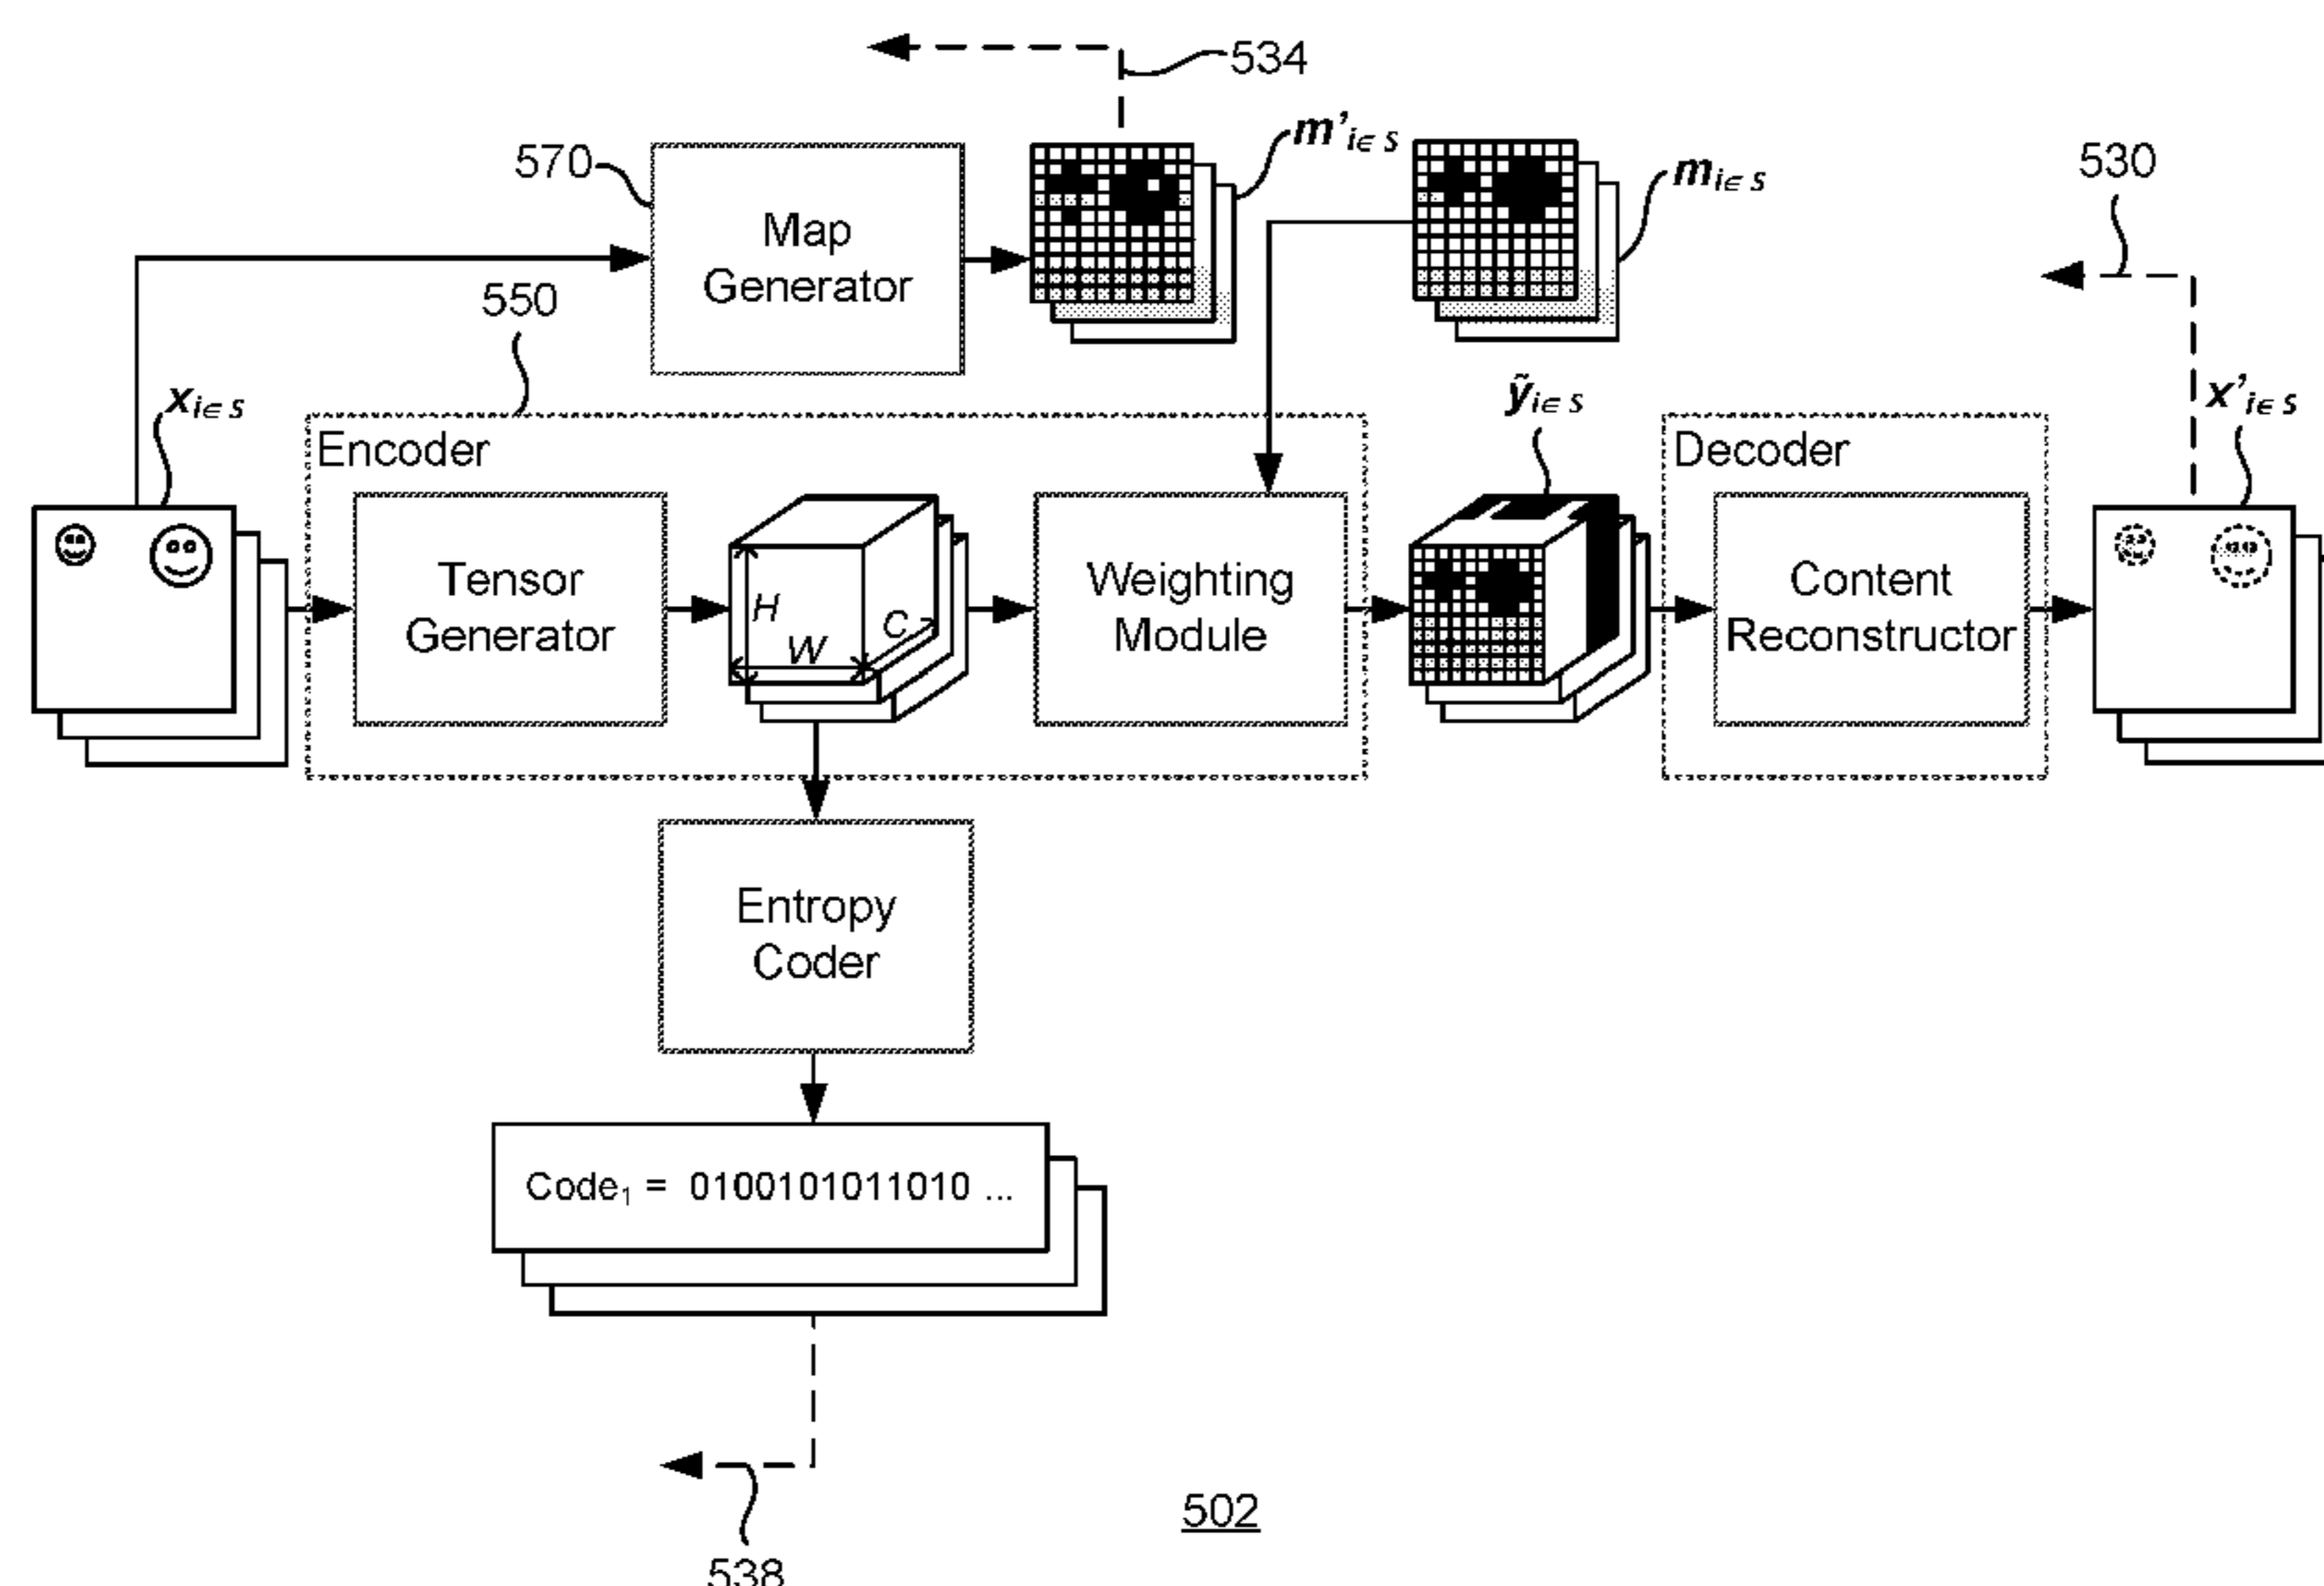 534
m'i∈ S
mi∈ S
570
Map
Generator
530
550
xi∈ S
ỹi∈ S
x'i∈ S
Encoder
Decoder
Tensor
Generator
H
W
C
Weighting
Module
Content
Reconstructor
Entropy
Coder
Code1 = 0100101011010 ...
502
538